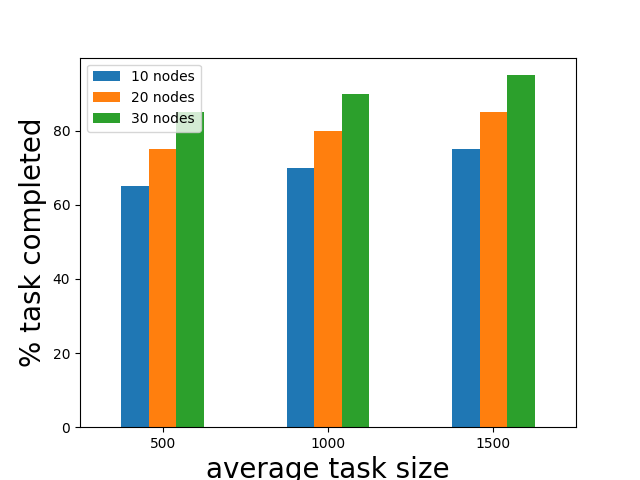 10 nodes
20 nodes
30 nodes
% task completed
80
60
40
20
0
500 1000 1500
average task size